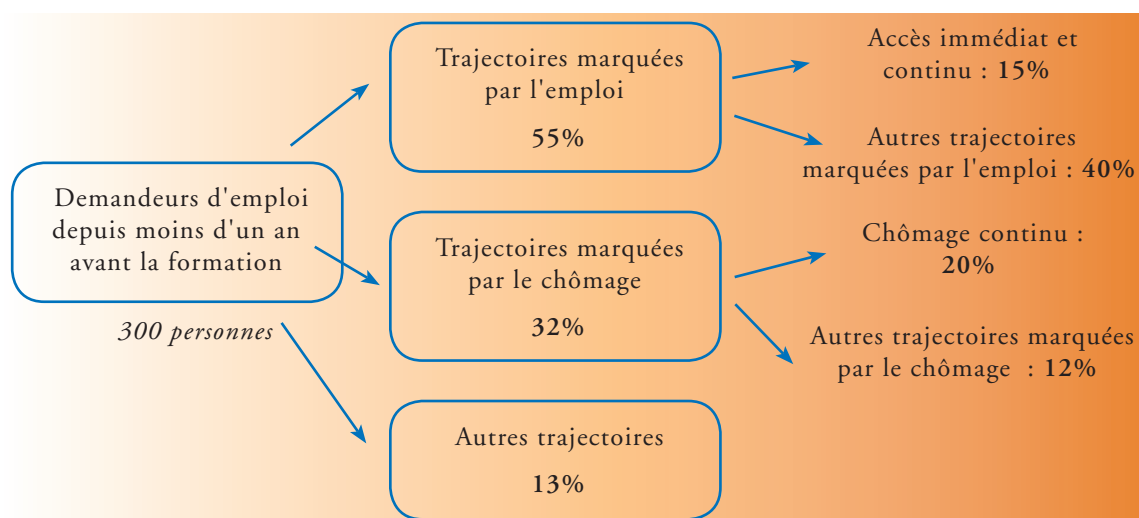 Demandeurs d'emploi
depuis moins d'un an
avant la formation
300 personnes
Trajectoires marquées
par l'emploi
55%
Accès immédiat et
continu : 15%
Autres trajectoires
marquées par l'emploi : 40%
Trajectoires marquées
par le chômage
32%
Chômage continu :
20%
Autres trajectoires marquées
par le chômage : 12%
Autres trajectoires
13%